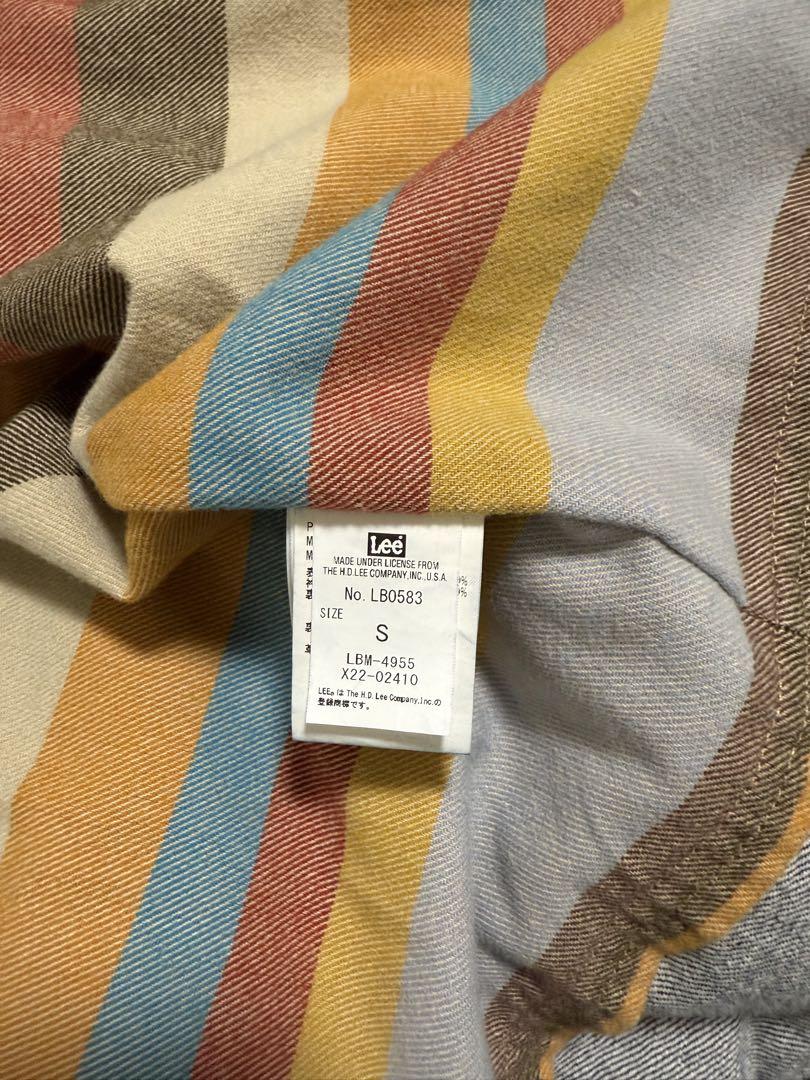 Lee
MADE UNDER LICENSE FROM
THE H.D.LEE COMPANY,INC.,U.S.A.
No. LB0583
SIZE
S
LBM-4955
X22-02410
LEE®は The H.D. Lee Company,Inc.の
登録商標です。
P
M
M
%
%